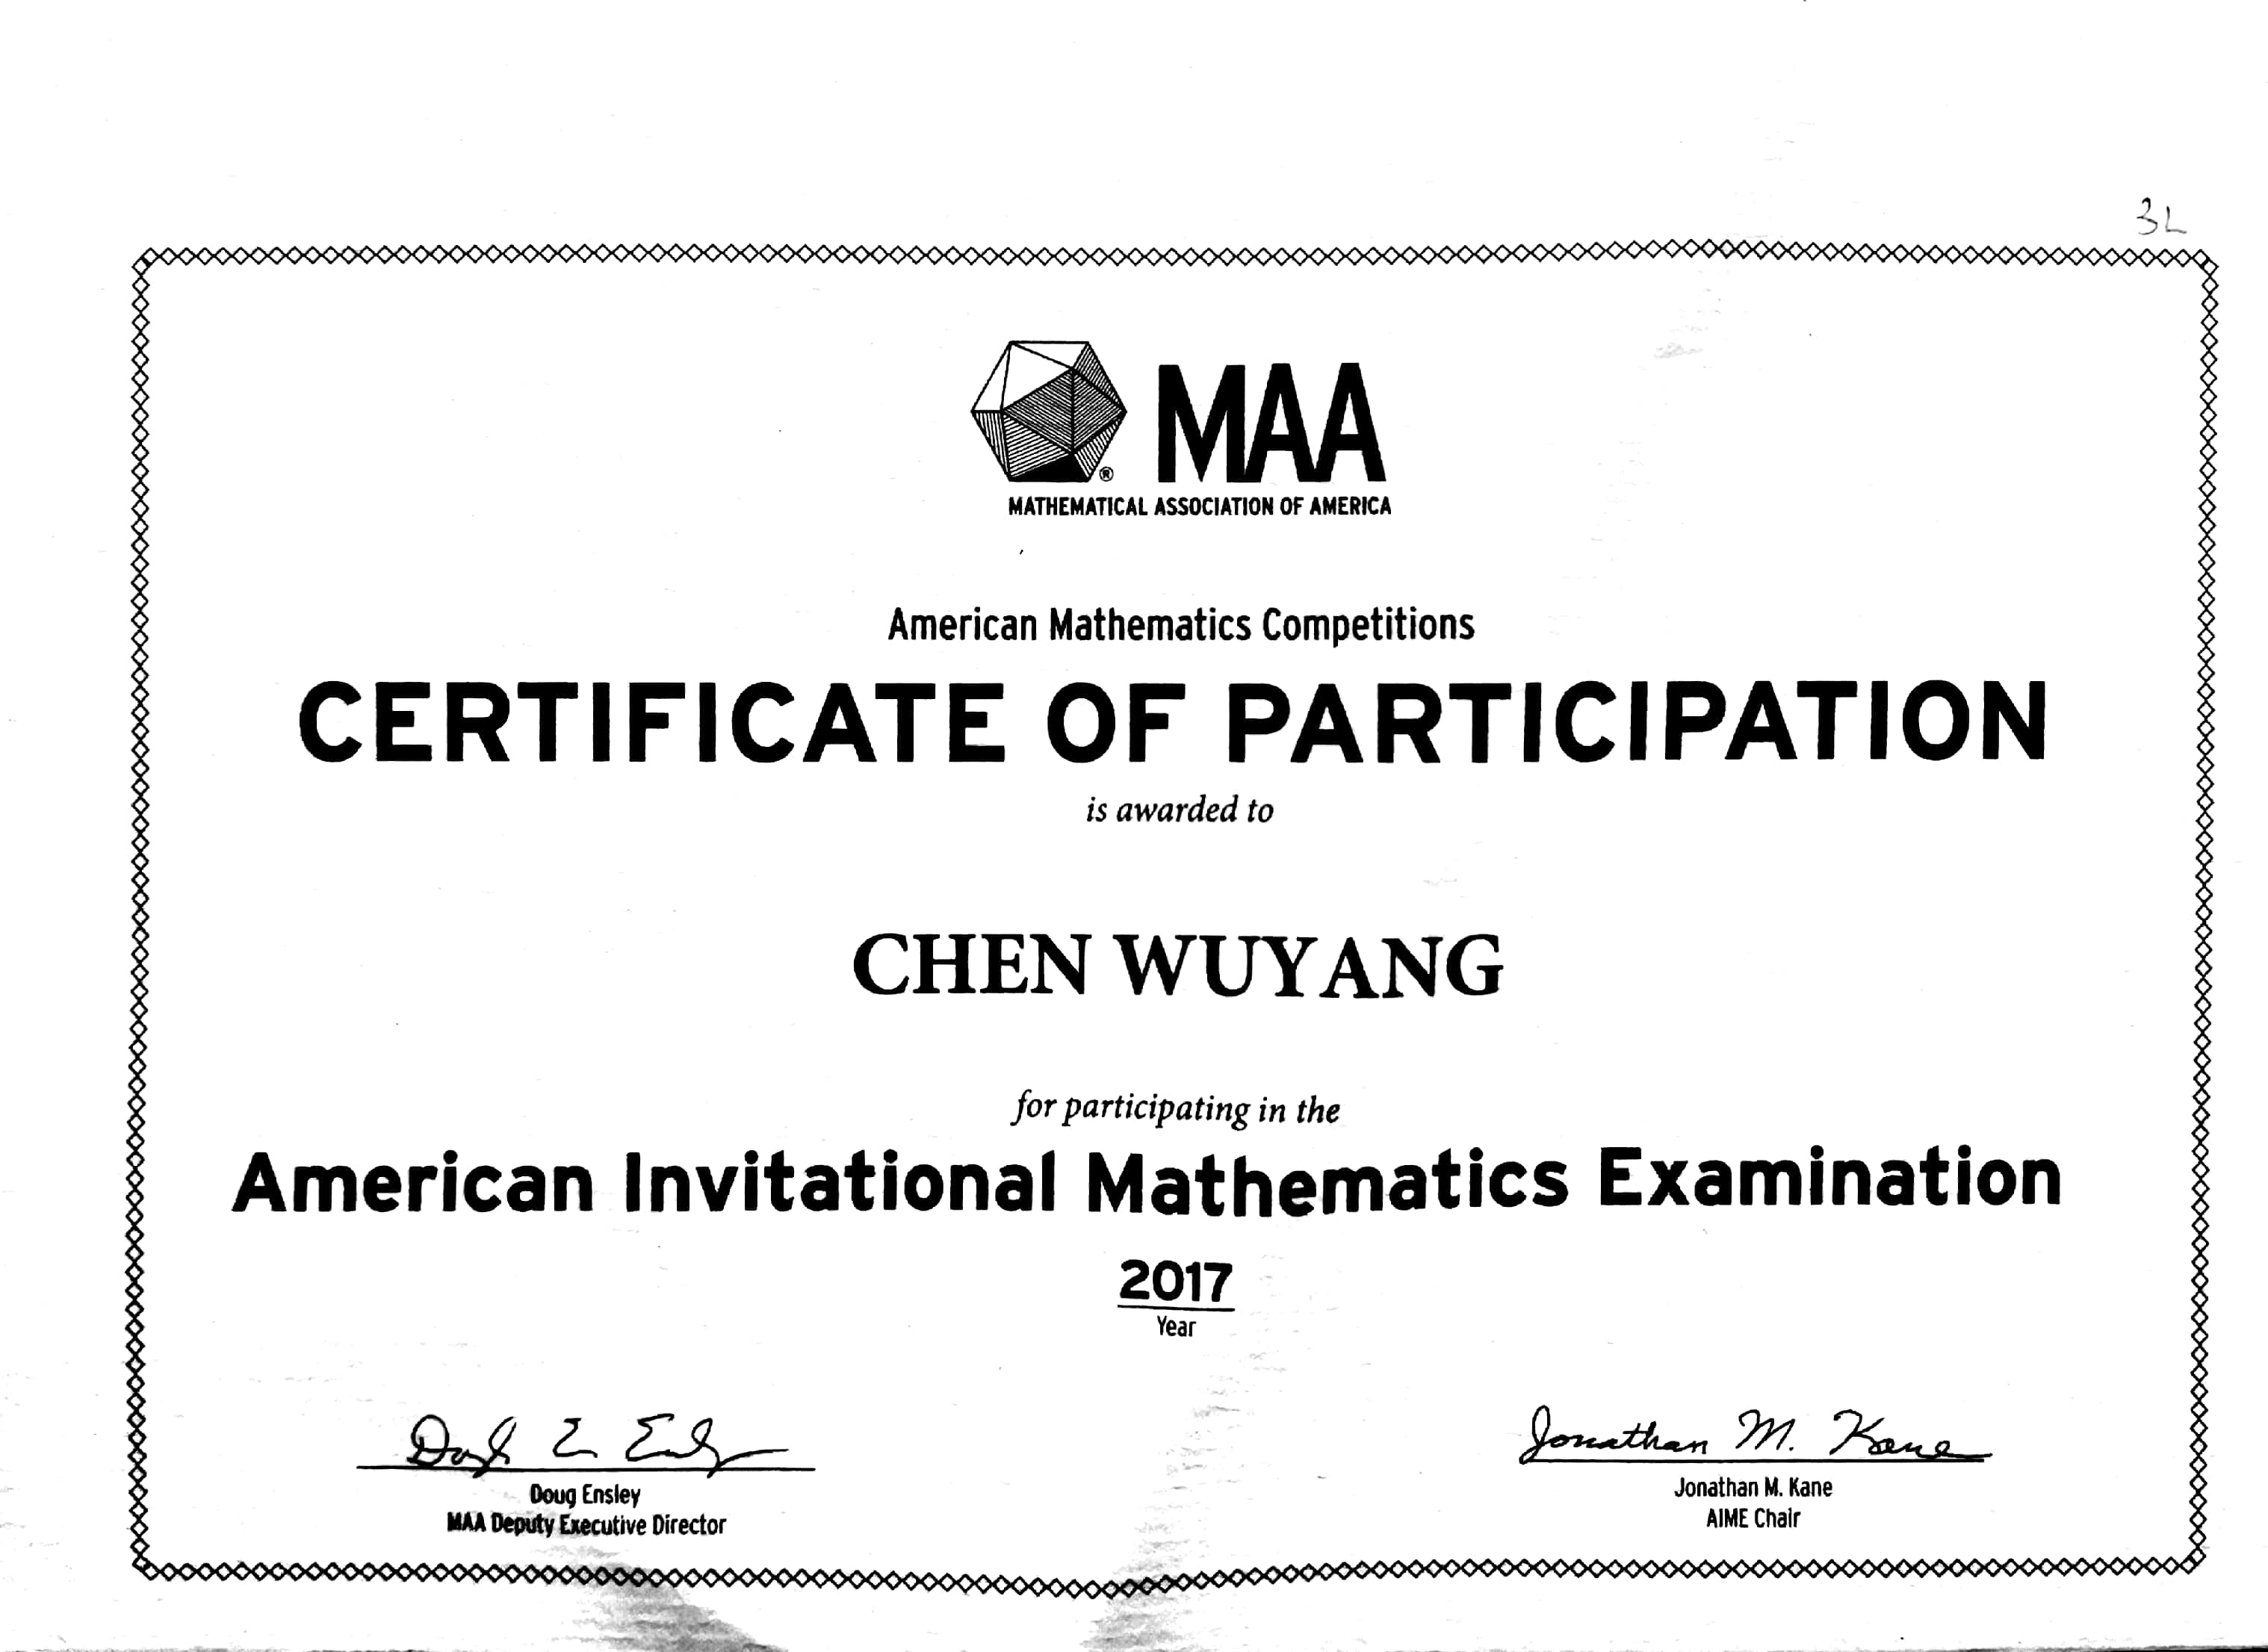 3L
MAA
®
MATHEMATICAL ASSOCIATION OF AMERICA
American Mathematics Competitions
CERTIFICATE OF PARTICIPATION
is awarded to
CHEN WUYANG
for participating in the
American Invitational Mathematics Examination
2017
Year
Jonathan M. Kane
Doug Ensley
MAA Deputy Executive Director
Jonathan M. Kane
AIME Chair